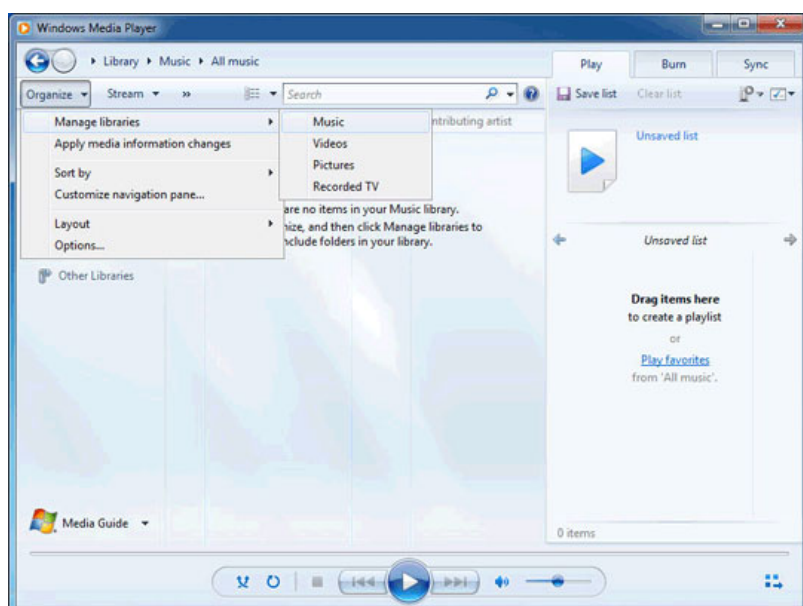 Windows Media Player
Library Music All music
Play Burn Sync
Organize Stream » Search
Save list Clear list
Manage libraries
Apply media information changes
Sort by
Customize navigation pane...
Layout
Options...
Music
Videos
Pictures
Recorded TV
ntributing artist
are no items in your Music library.
nize, and then click Manage libraries to
nclude folders in your library.
Other Libraries
Unsaved list
Unsaved list
Drag items here
to create a playlist
or
Play favorites
from 'All music'.
Media Guide
0 items